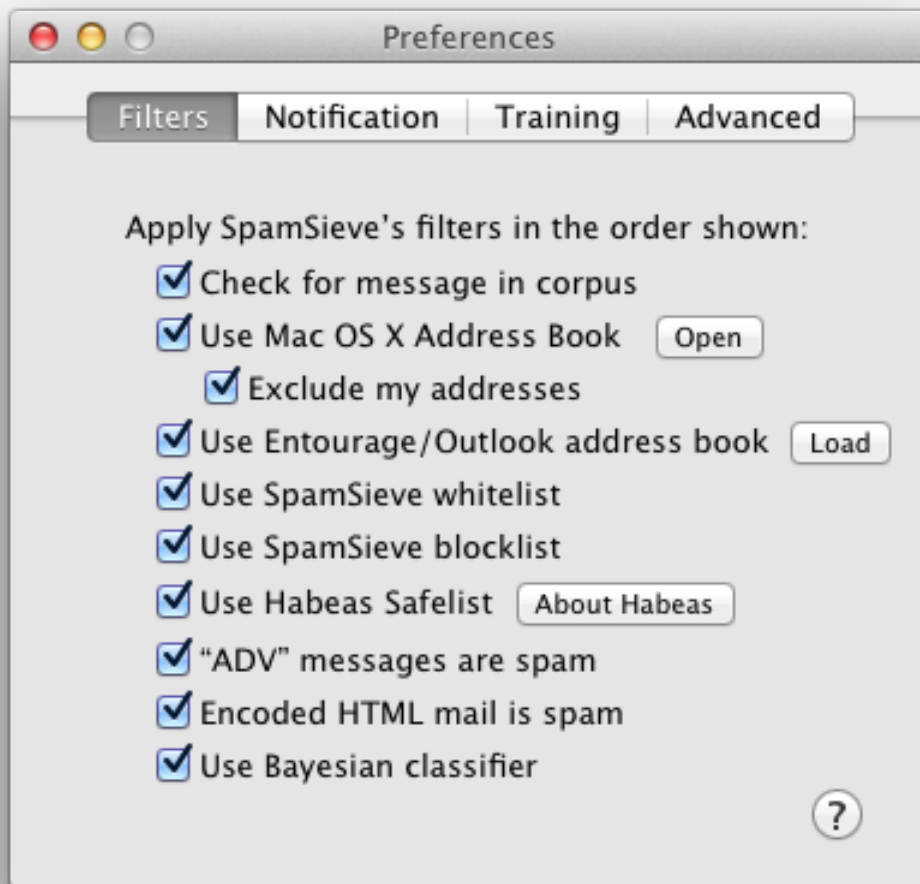 Preferences
Filters Notification Training Advanced
Apply SpamSieve’s filters in the order shown:
Check for message in corpus
Use Mac OS X Address Book Open
Exclude my addresses
Use Entourage/Outlook address book Load
Use SpamSieve whitelist
Use SpamSieve blocklist
Use Habeas Safelist About Habeas
“ADV” messages are spam
Encoded HTML mail is spam
Use Bayesian classifier
?